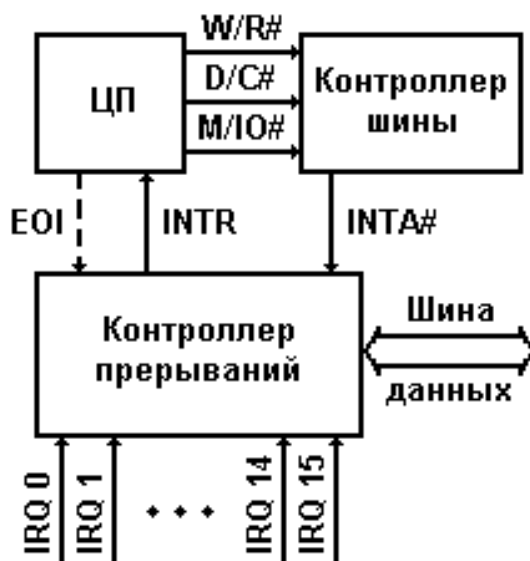 W/R#
ЦП
D/C#
Контроллер
шины
M/IO#
EOI
INTR
INTA#
Контроллер
прерываний
Шина
данных
IRQ 0
IRQ 1
• • •
IRQ 14
IRQ 15